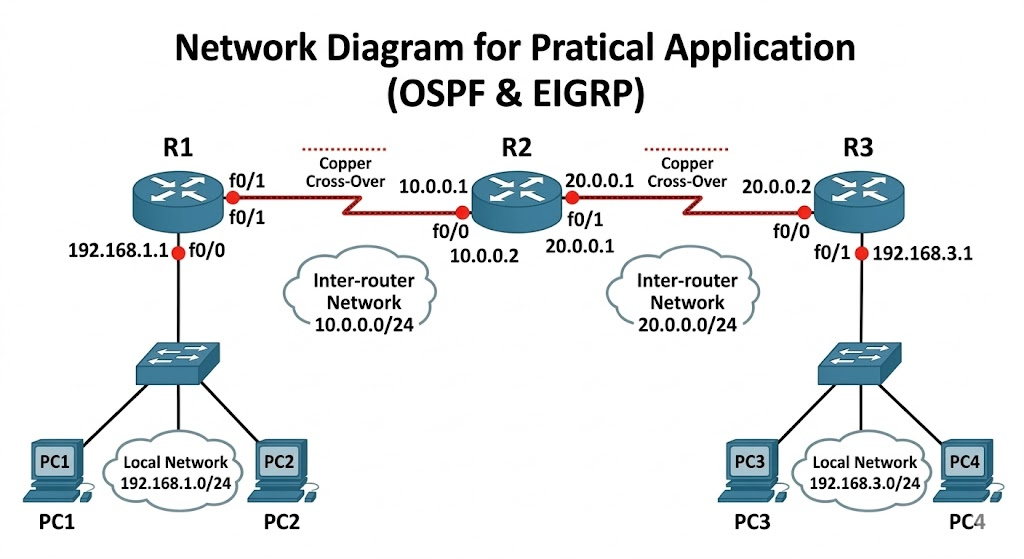 Network Diagram for Pratical Application
(OSPF & EIGRP)
R1
R2
R3
Copper
Cross-Over
Copper
Cross-Over
f0/1
f0/1
10.0.0.1
f0/0
10.0.0.2
20.0.0.1
f0/1
20.0.0.1
20.0.0.2
f0/0
192.168.1.1
f0/0
f0/1
192.168.3.1
Inter-router
Network
10.0.0.0/24
Inter-router
Network
20.0.0.0/24
PC1
Local Network
192.168.1.0/24
PC2
PC1
PC2
PC3
Local Network
192.168.3.0/24
PC4
PC3
PC4